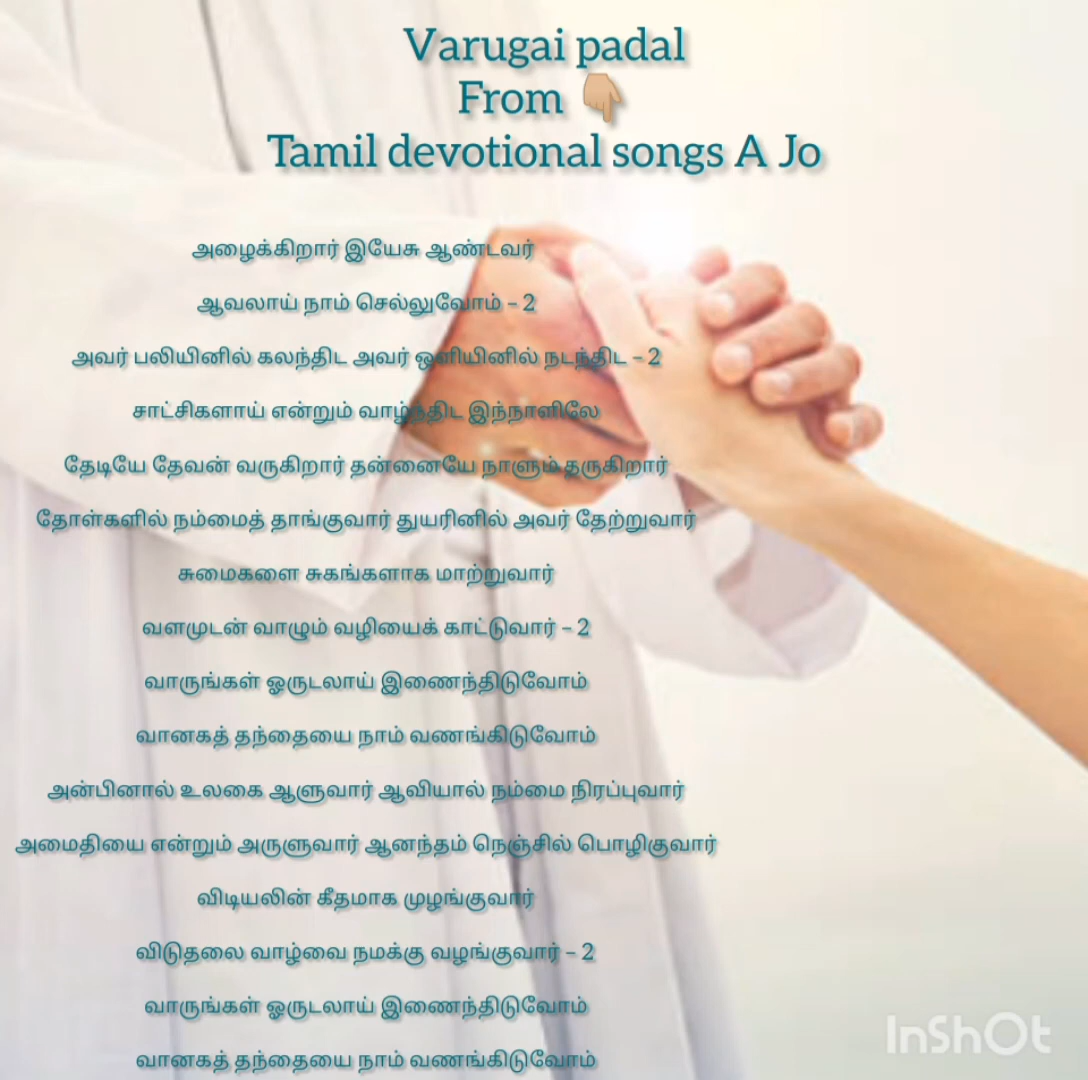 Varugai padal
From 👇🏼
Tamil devotional songs A Jo
அழைக்கிறார் இயேசு ஆண்டவர்
ஆவலாய் நாம் செல்லுவோம் – 2
அவர் பலியினில் கலந்திட அவர் ஒளியினில் நடந்திட – 2
சாட்சிகளாய் என்றும் வாழ்ந்திட இந்நாளிலே
தேடியே தேவன் வருகிறார் தன்னையே நாளும் தருகிறார்
தோள்களில் நம்மைத் தாங்குவார் துயரினில் அவர் தேற்றுவார்
சுமைகளை சுகங்களாக மாற்றுவார்
வளமுடன் வாழும் வழியைக் காட்டுவார் – 2
வாருங்கள் ஓருடலாய் இணைந்திடுவோம்
வானகத் தந்தையை நாம் வணங்கிடுவோம்
அன்பினால் உலகை ஆளுவார் ஆவியால் நம்மை நிரப்புவார்
அமைதியை என்றும் அருளுவார் ஆனந்தம் நெஞ்சில் பொழிகுவார்
விடியலின் கீதமாக முழங்குவார்
விடுதலை வாழ்வை நமக்கு வழங்குவார் – 2
வாருங்கள் ஓருடலாய் இணைந்திடுவோம்
வானகத் தந்தையை நாம் வணங்கிடுவோம்
InShOt